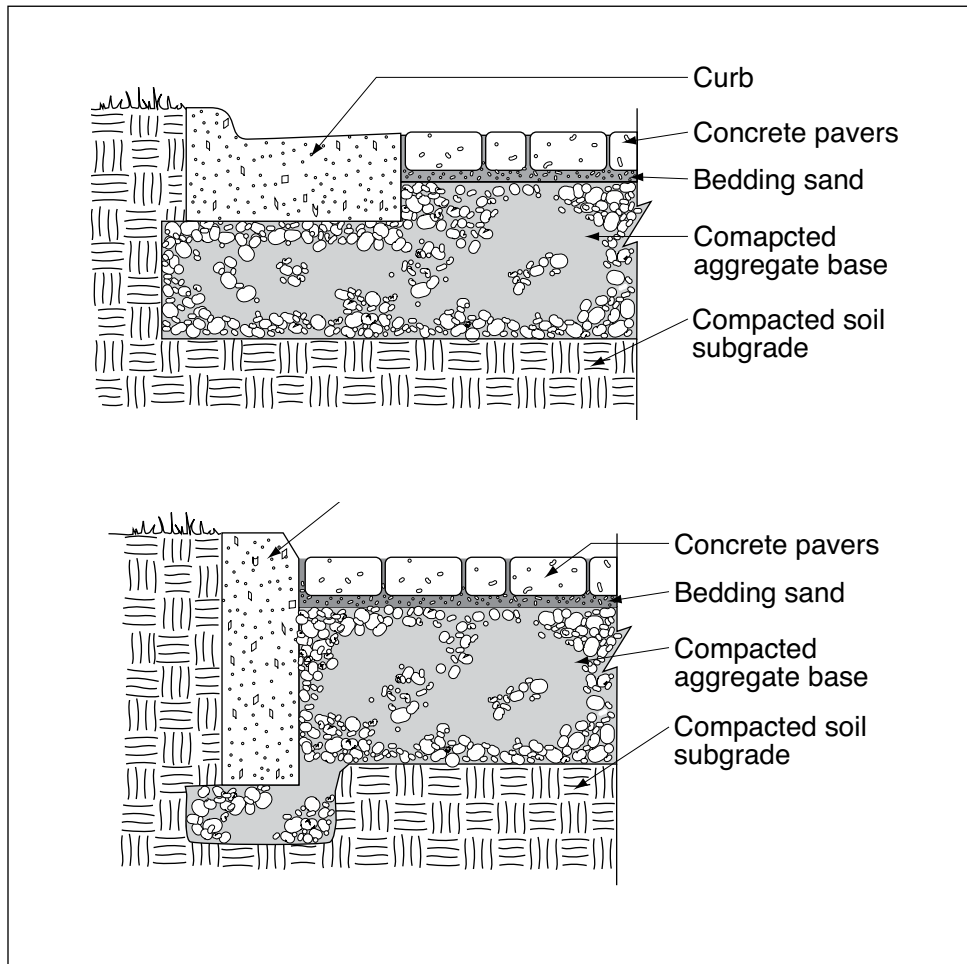 Curb
Concrete pavers
Bedding sand
Comapcted
aggregate base
Compacted soil
subgrade
Concrete pavers
Bedding sand
Compacted
aggregate base
Compacted soil
subgrade